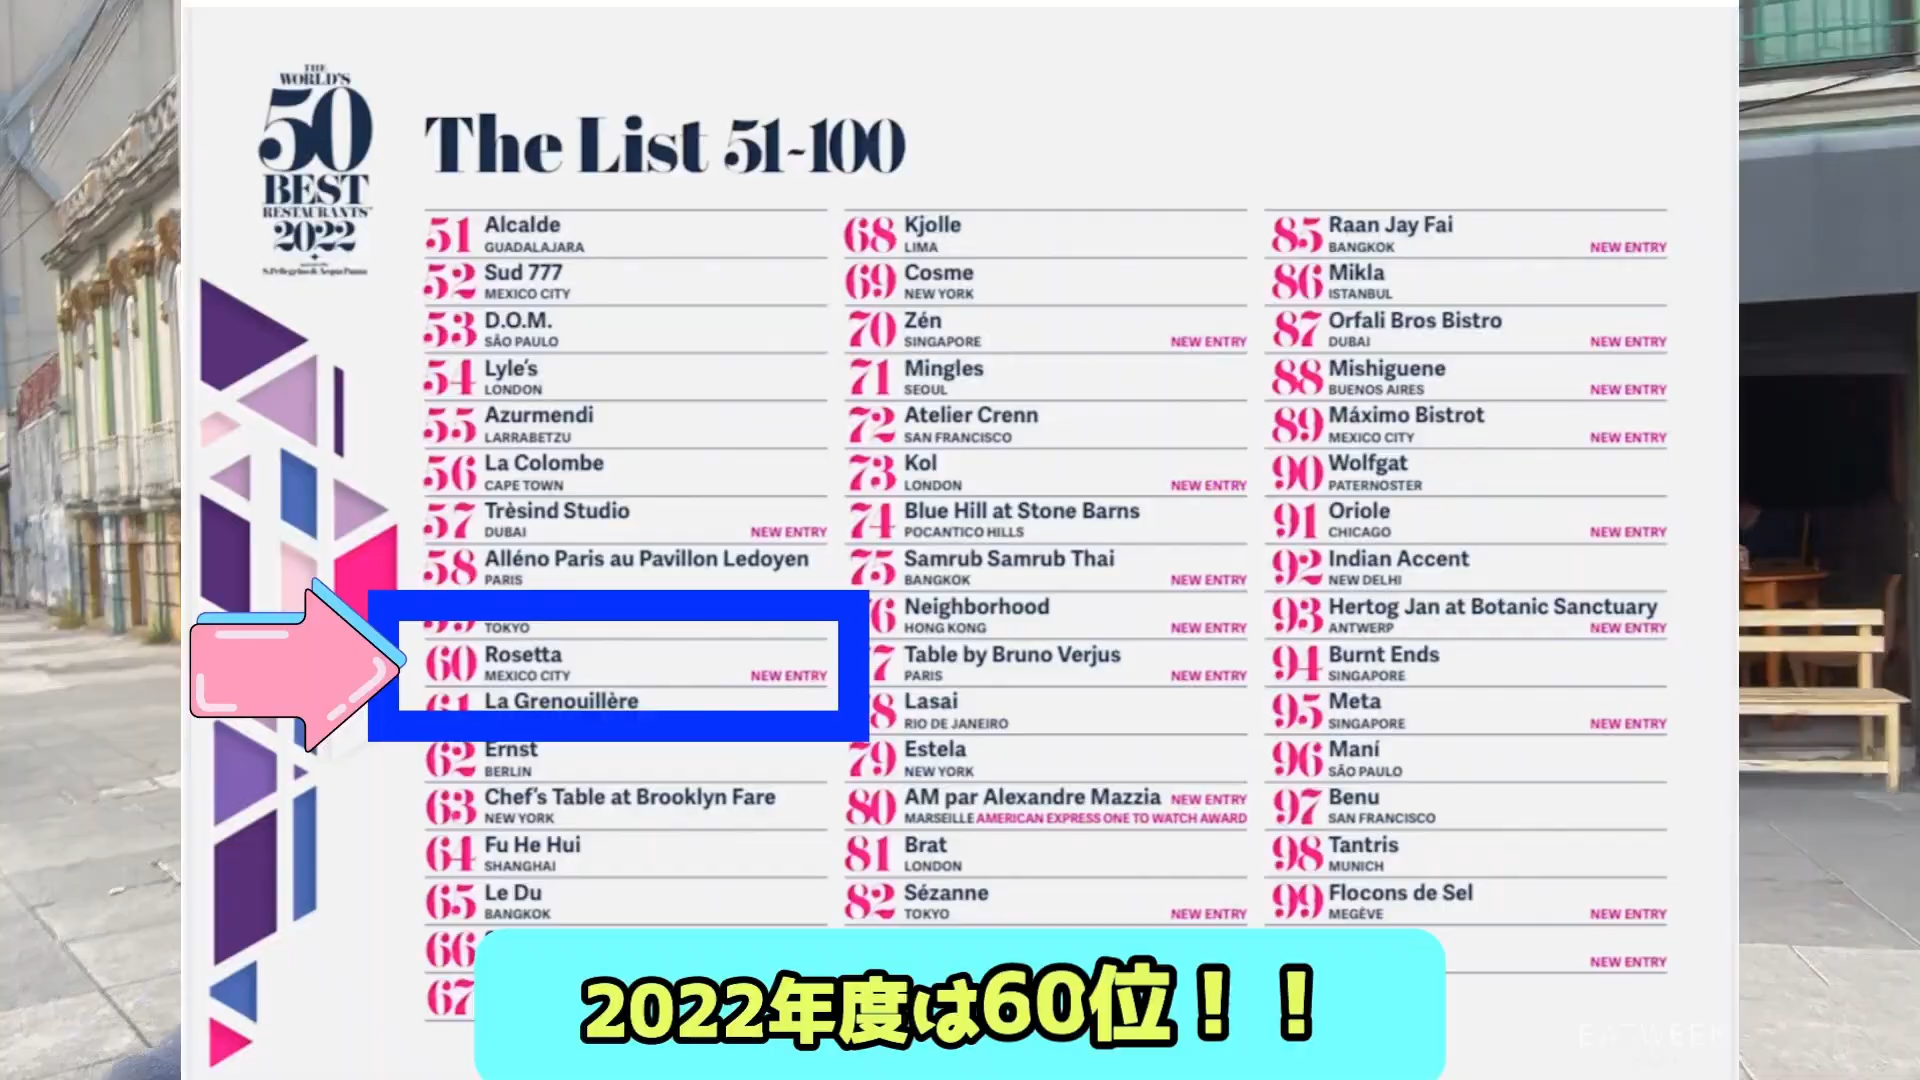 THE
WORLD'S
50
BEST
RESTAURANTS
2022
S.Pellegrino & Acqua Panna
The List 51-100
51 Alcalde
GUADALAJARA
52 Sud 777
MEXICO CITY
53 D.O.M.
SÃO PAULO
54 Lyle's
LONDON
55 Azurmendi
LARRABETZU
56 La Colombe
CAPE TOWN
57 Trèsind Studio
DUBAI NEW ENTRY
58 Alléno Paris au Pavillon Ledoyen
PARIS
TOKYO
60 Rosetta
MEXICO CITY NEW ENTRY
61 La Grenouillère
62 Ernst
BERLIN
63 Chef's Table at Brooklyn Fare
NEW YORK
64 Fu He Hui
SHANGHAI
65 Le Du
BANGKOK
66
67
68 Kjolle
LIMA
69 Cosme
NEW YORK
70 Zén
SINGAPORE NEW ENTRY
71 Mingles
SEOUL
72 Atelier Crenn
SAN FRANCISCO
73 Kol
LONDON NEW ENTRY
74 Blue Hill at Stone Barns
POCANTICO HILLS
75 Samrub Samrub Thai
BANGKOK NEW ENTRY
6 Neighborhood
HONG KONG NEW ENTRY
7 Table by Bruno Verjus
PARIS NEW ENTRY
8 Lasai
RIO DE JANEIRO
79 Estela
NEW YORK
80 AM par Alexandre Mazzia NEW ENTRY
MARSEILLE AMERICAN EXPRESS ONE TO WATCH AWARD
81 Brat
LONDON
82 Sézanne
TOKYO NEW ENTRY
85 Raan Jay Fai
BANGKOK NEW ENTRY
86 Mikla
ISTANBUL
87 Orfali Bros Bistro
DUBAI NEW ENTRY
88 Mishiguene
BUENOS AIRES NEW ENTRY
89 Máximo Bistrot
MEXICO CITY NEW ENTRY
90 Wolfgat
PATERNOSTER
91 Oriole
CHICAGO NEW ENTRY
92 Indian Accent
NEW DELHI
93 Hertog Jan at Botanic Sanctuary
ANTWERP NEW ENTRY
94 Burnt Ends
SINGAPORE
95 Meta
SINGAPORE NEW ENTRY
96 Maní
SÃO PAULO
97 Benu
SAN FRANCISCO
98 Tantris
MUNICH
99 Flocons de Sel
MEGÈVE NEW ENTRY
NEW ENTRY
2022年度は60位！！